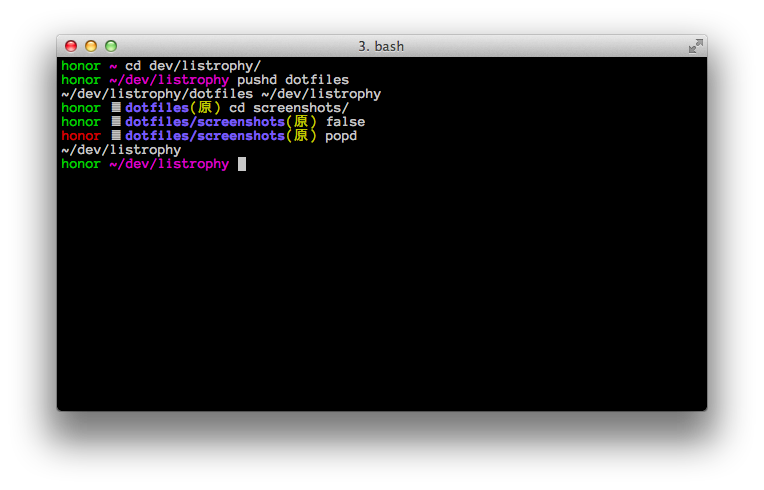 3. bash
honor ~ cd dev/listrophy/
honor ~/dev/listrophy pushd dotfiles
~/dev/listrophy/dotfiles ~/dev/listrophy
honor ≣ dotfiles(原) cd screenshots/
honor ≣ dotfiles/screenshots(原) false
honor ≣ dotfiles/screenshots(原) popd
~/dev/listrophy
honor ~/dev/listrophy